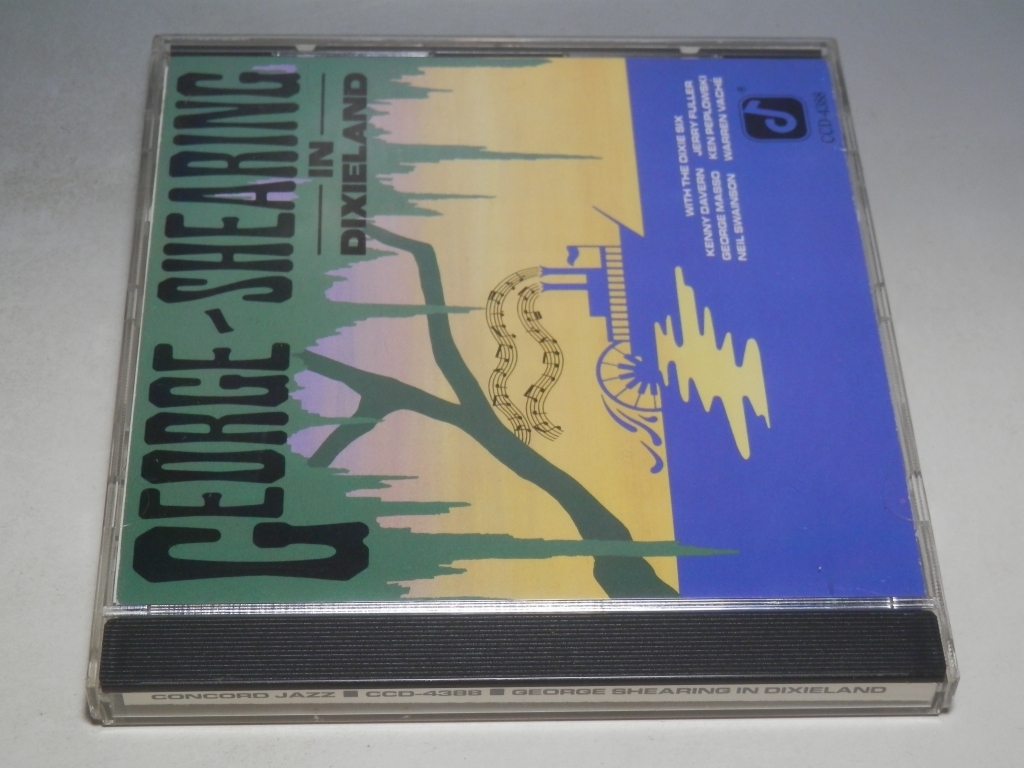 GEORGE SHEARING
IN
DIXIELAND
WITH THE DIXIE SIX
KENNY DAVERN JERRY FULLER
GEORGE MASSO KEN PEPLOWSKI
NEIL SWAINSON WARREN VACHÉ
®
CCD-4388
CONCORD JAZZ ■ CCD-4388 ■ GEORGE SHEARING IN DIXIELAND